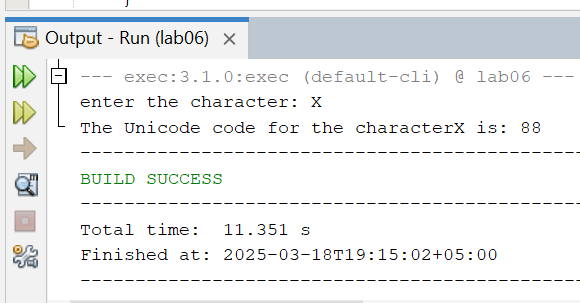 }
Output - Run (lab06) ×
--- exec:3.1.0:exec (default-cli) @ lab06 ---
enter the character: X
The Unicode code for the characterX is: 88
------------------------------------------------
BUILD SUCCESS
------------------------------------------------
Total time:  11.351 s
Finished at: 2025-03-18T19:15:02+05:00
------------------------------------------------